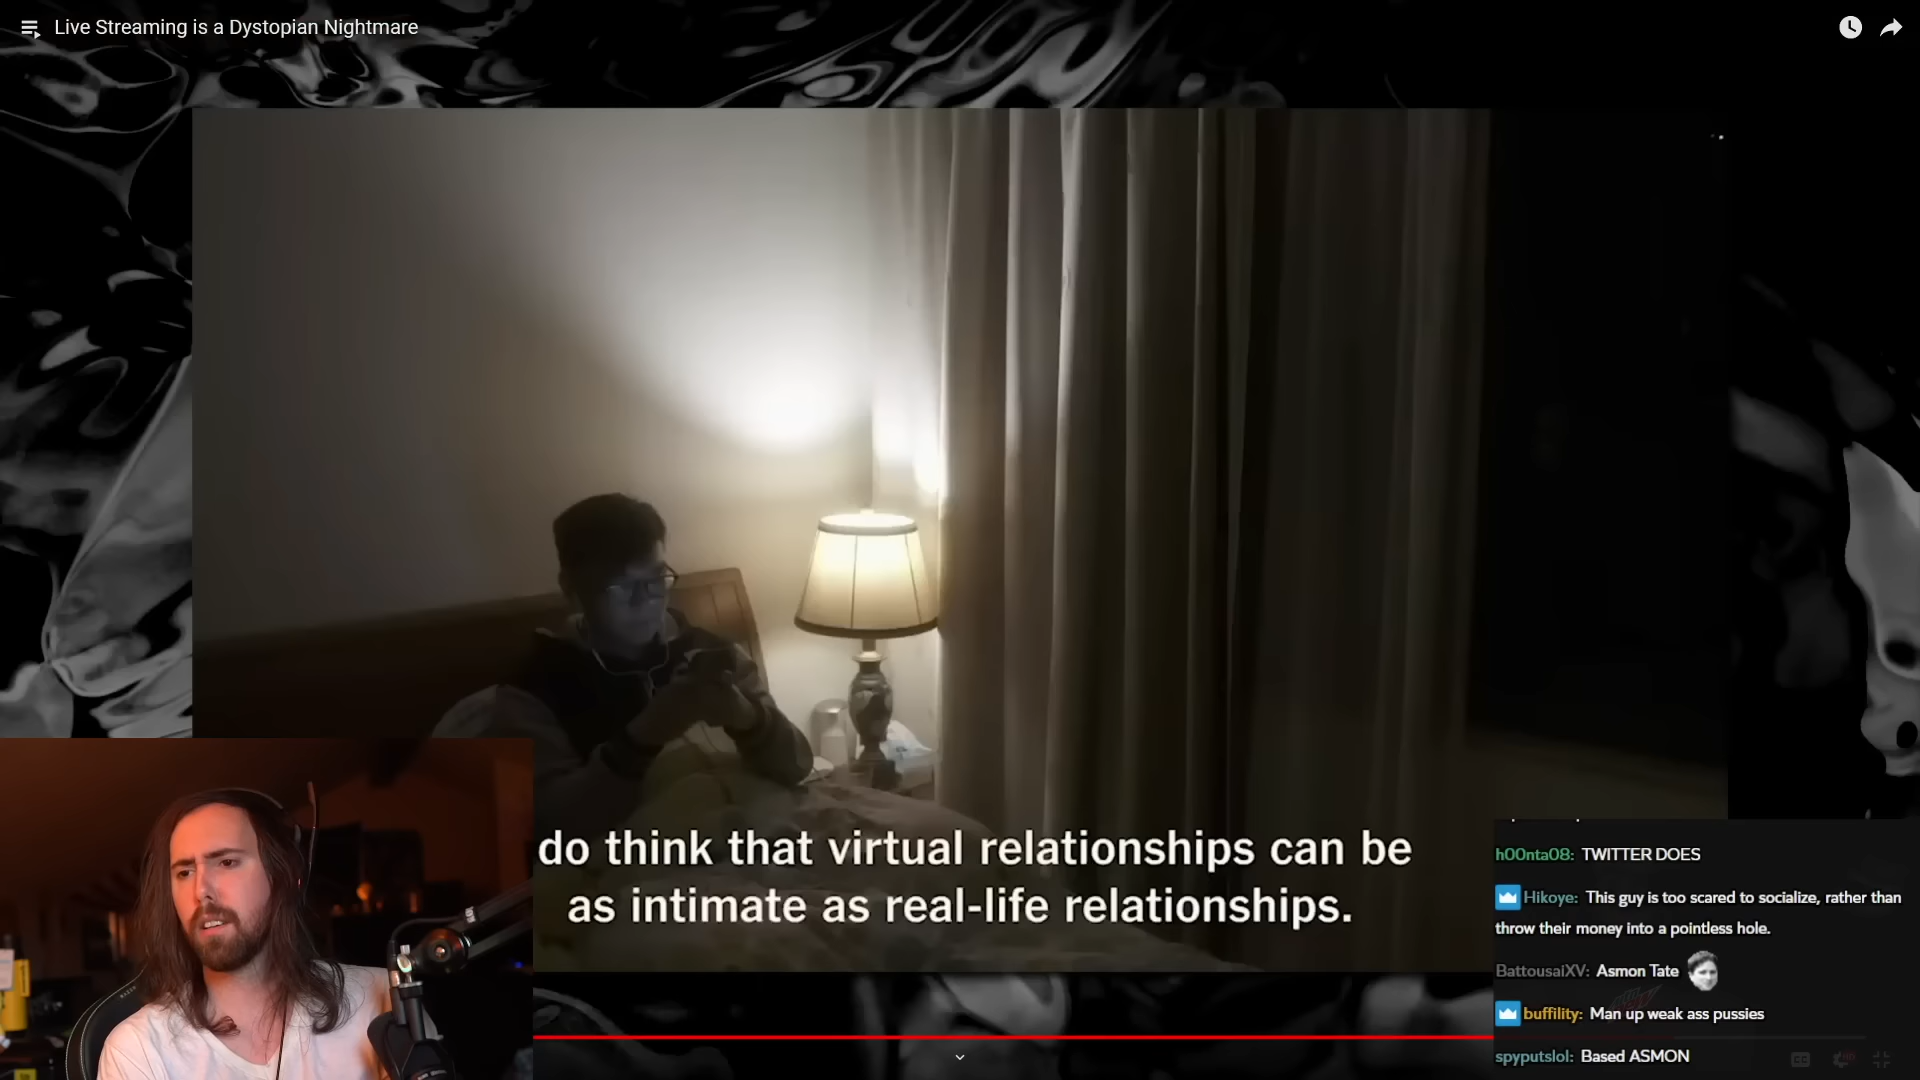 Live Streaming is a Dystopian Nightmare
do think that virtual relationships can be
as intimate as real-life relationships.
h00nta08: TWITTER DOES
Hikoye: This guy is too scared to socialize, rather than
throw their money into a pointless hole.
BattousaiXV: Asmon Tate
buffility: Man up weak ass pussies
spyputslol: Based ASMON